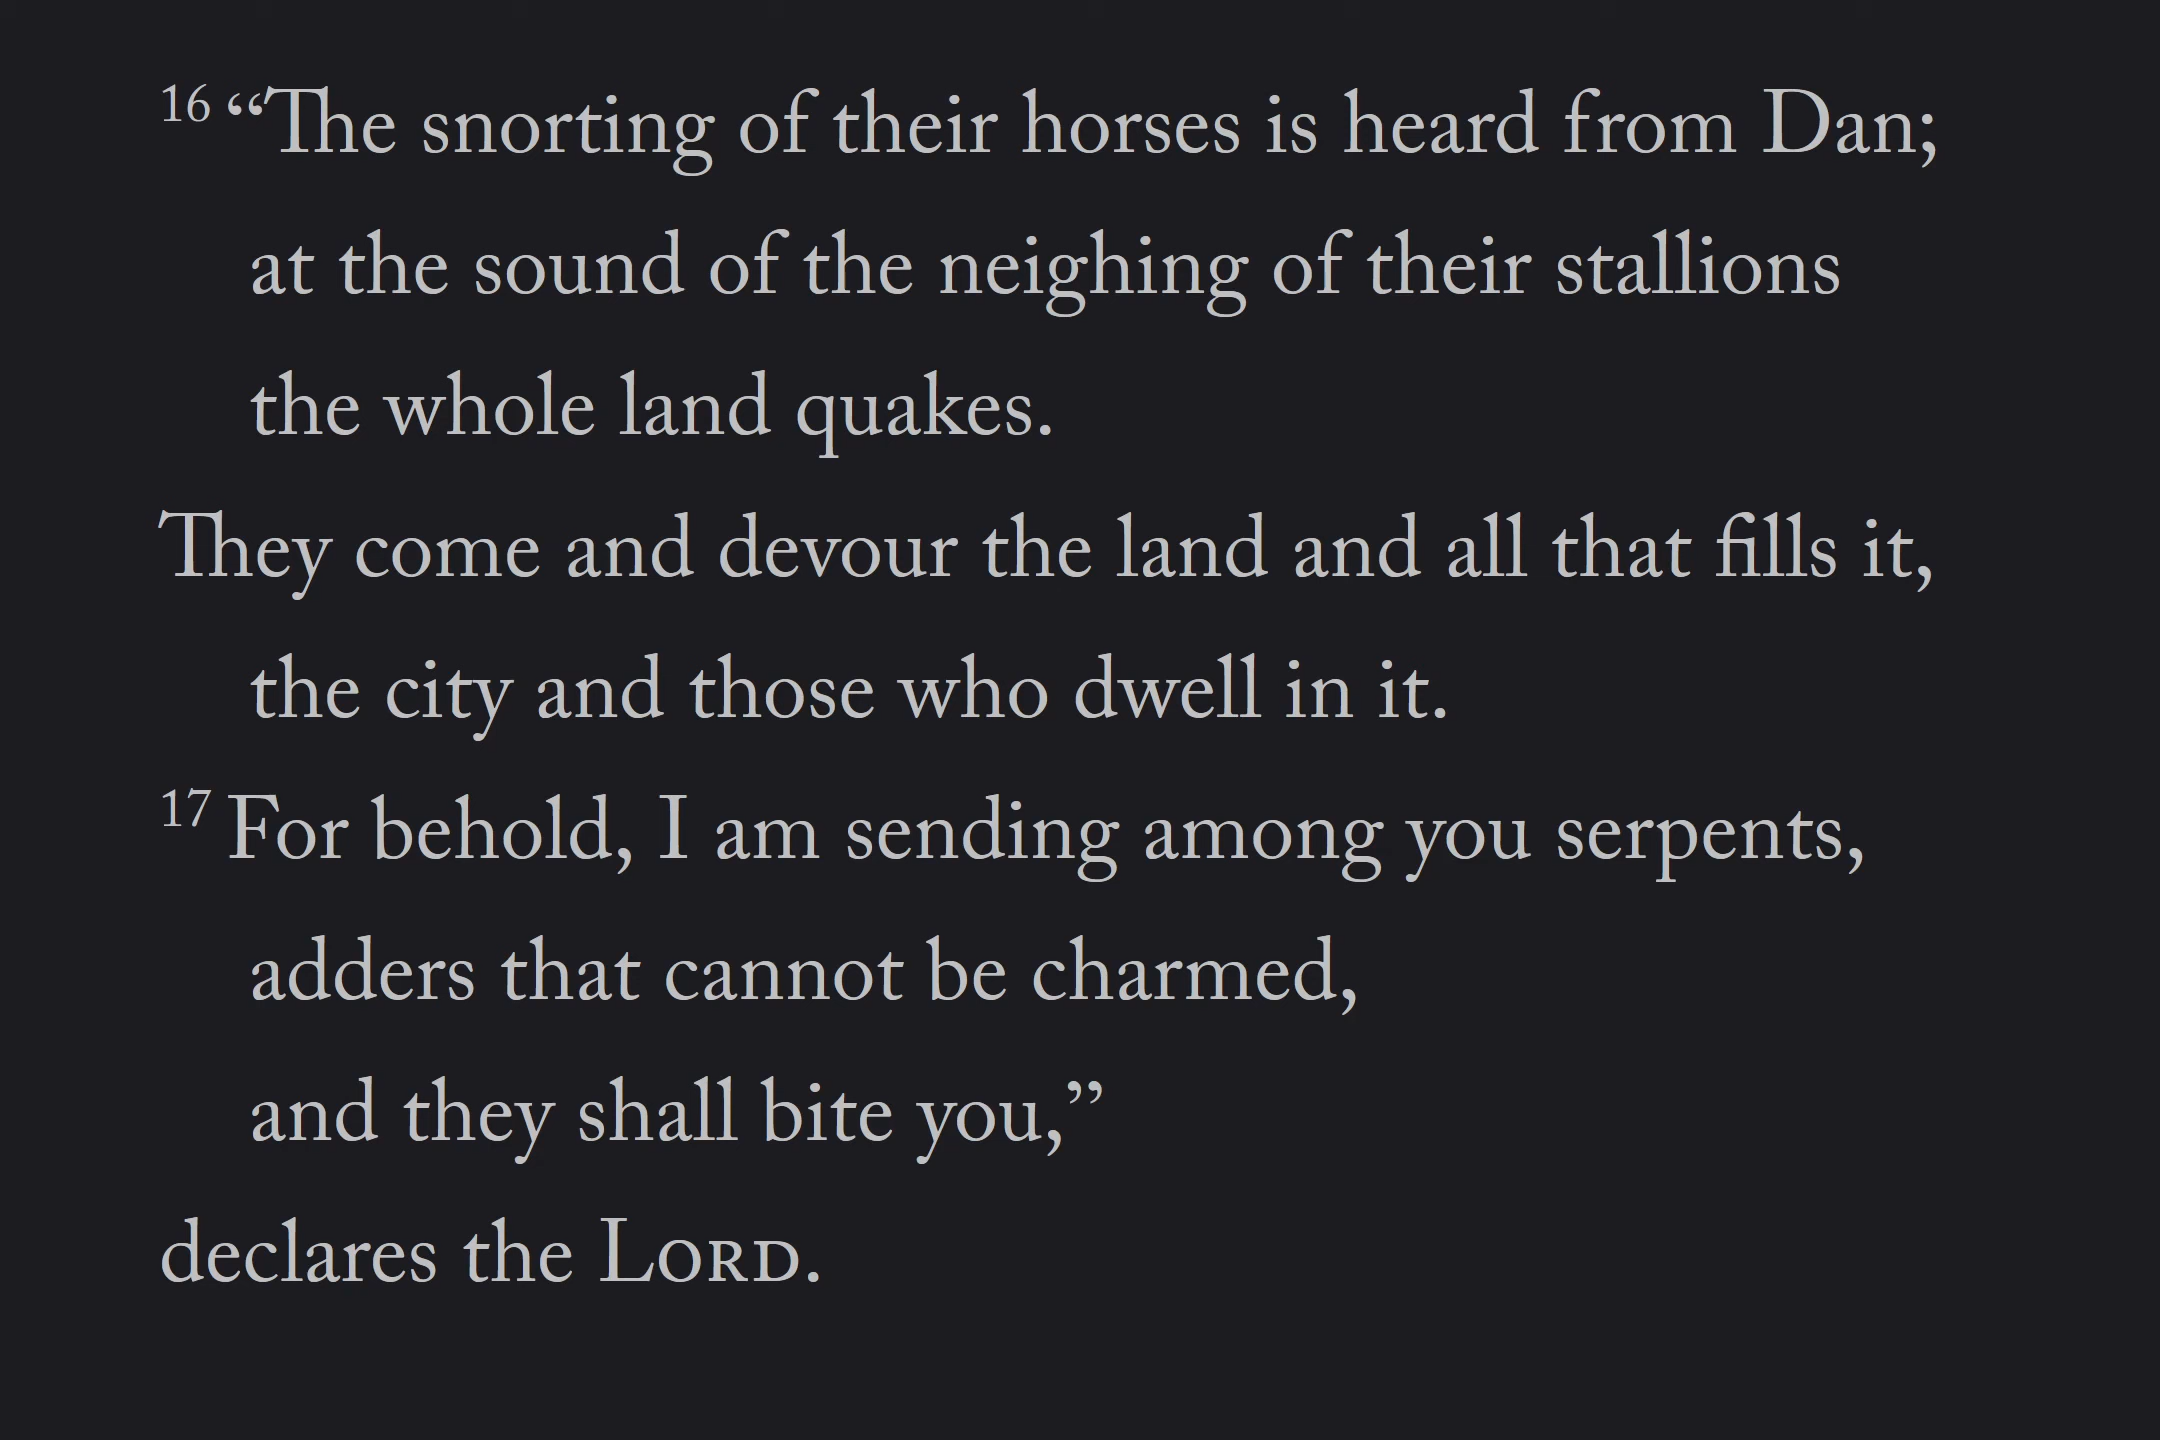 16 “The snorting of their horses is heard from Dan;
at the sound of the neighing of their stallions
the whole land quakes.
They come and devour the land and all that fills it,
the city and those who dwell in it.
17 For behold, I am sending among you serpents,
adders that cannot be charmed,
and they shall bite you,”
declares the LORD.